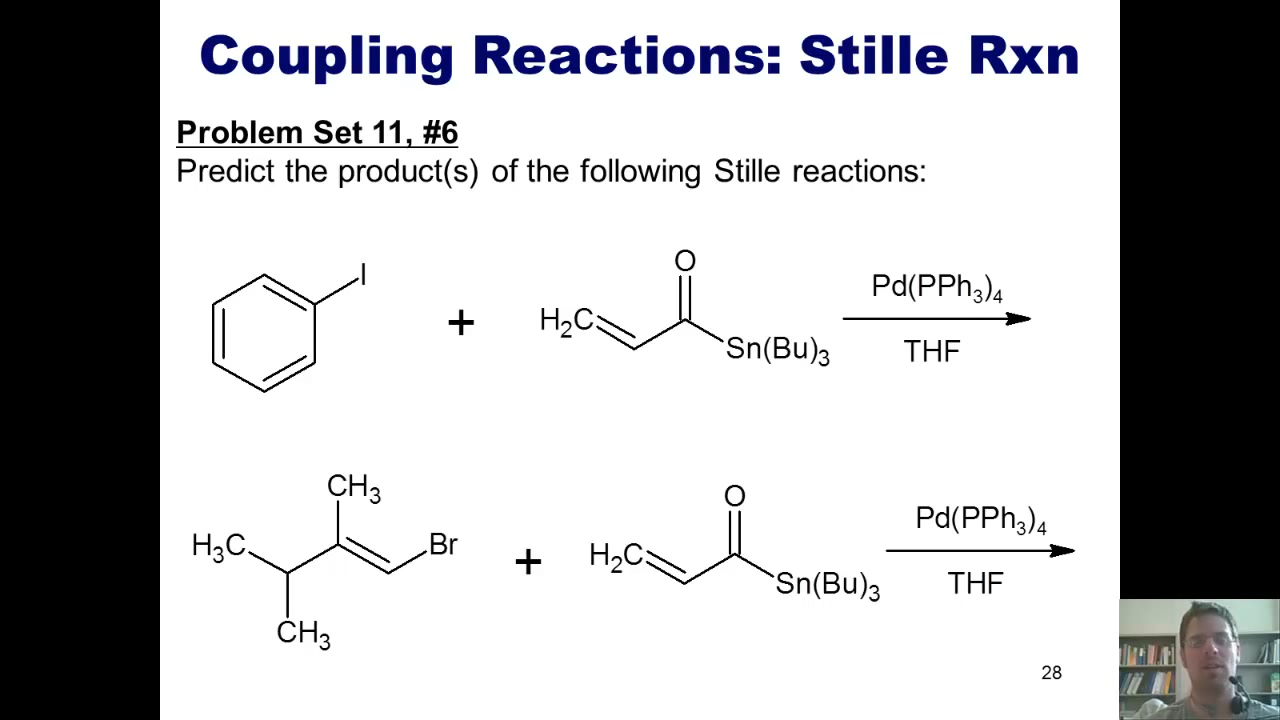 Coupling Reactions: Stille Rxn
Problem Set 11, #6
Predict the product(s) of the following Stille reactions:
I
+
H₂C
O
Sn(Bu)₃
Pd(PPh₃)₄
THF
CH₃
H₃C
Br
CH₃
+
H₂C
O
Sn(Bu)₃
Pd(PPh₃)₄
THF
28